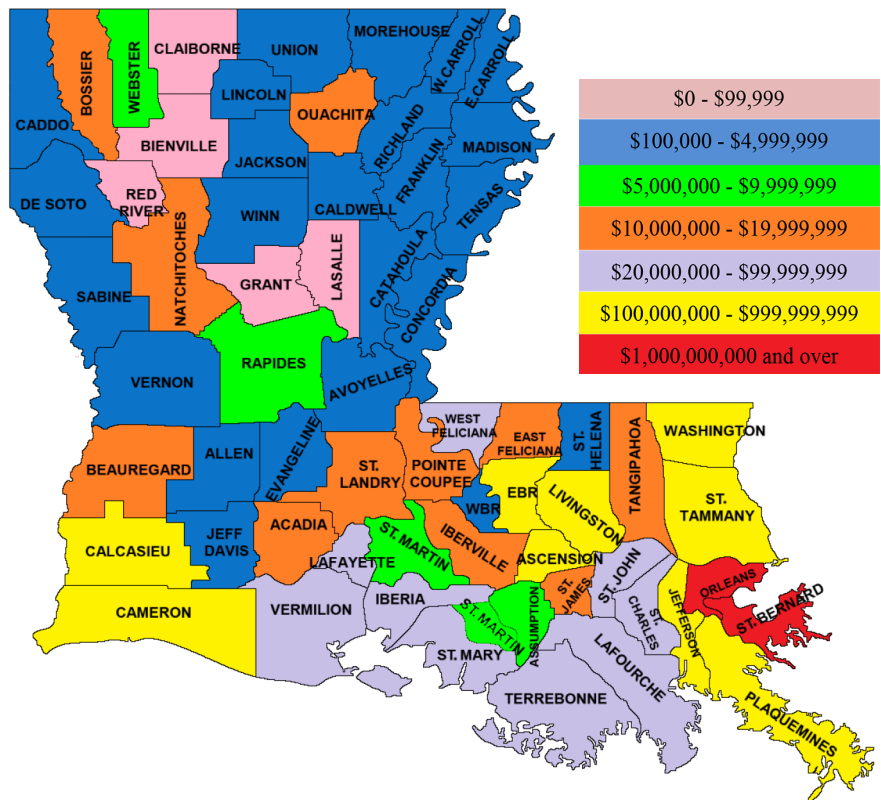 MOREHOUSE
W.CARROLL
E.CARROLL
CLAIBORNE
UNION
WEBSTER
BOSSIER
LINCOLN
OUACHITA
CADDO
RICHLAND
BIENVILLE
MADISON
JACKSON
FRANKLIN
DE SOTO
RED
RIVER
WINN
CALDWELL
TENSAS
NATCHITOCHES
CATAHOULA
LASALLE
GRANT
CONCORDIA
SABINE
RAPIDES
VERNON
AVOYELLES
WEST
FELICIANA
EAST
FELICIANA
ST.
HELENA
TANGIPAHOA
WASHINGTON
BEAUREGARD
ALLEN
EVANGELINE
ST.
LANDRY
POINTE
COUPEE
EBR
LIVINGSTON
ST.
TAMMANY
WBR
CALCASIEU
JEFF
DAVIS
ACADIA
LAFAYETTE
ST. MARTIN
IBERVILLE
ASCENSION
ST. JOHN
ST.
JAMES
ORLEANS
ST. BERNARD
CAMERON
VERMILION
IBERIA
ST. MARTIN
ASSUMPTION
ST.
CHARLES
JEFFERSON
ST. MARY
LAFOURCHE
TERREBONNE
PLAQUEMINES
$0 - $99,999
$100,000 - $4,999,999
$5,000,000 - $9,999,999
$10,000,000 - $19,999,999
$20,000,000 - $99,999,999
$100,000,000 - $999,999,999
$1,000,000,000 and over